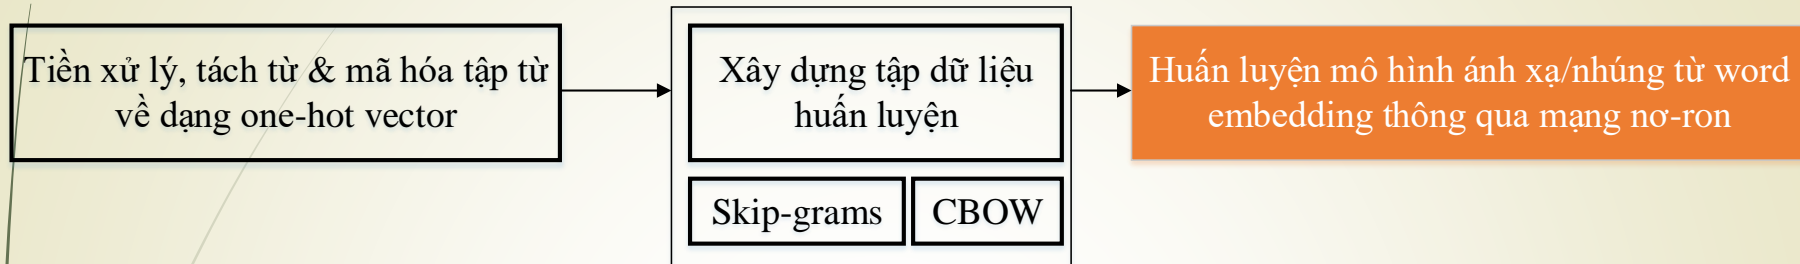 Tiền xử lý, tách từ & mã hóa tập từ
về dạng one-hot vector
Xây dựng tập dữ liệu
huấn luyện
Skip-grams
CBOW
Huấn luyện mô hình ánh xạ/nhúng từ word
embedding thông qua mạng nơ-ron